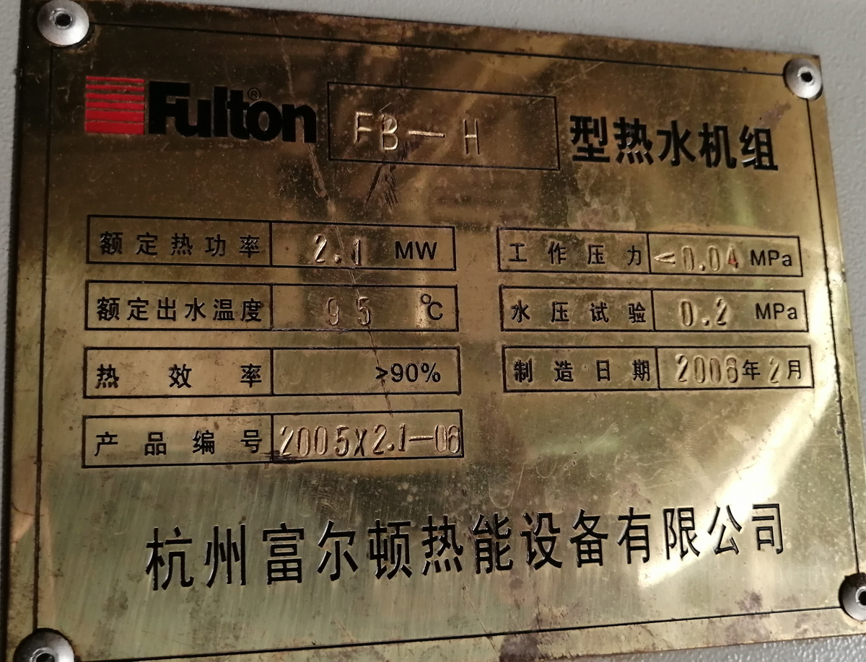 Fulton® FB-H 型热水机组
额定热功率 2.1 MW 工作压力 <0.04 MPa
额定出水温度 95 ℃ 水压试验 0.2 MPa
热效率 >90% 制造日期 2006年2月
产品编号 2005X2.1-06
杭州富尔顿热能设备有限公司